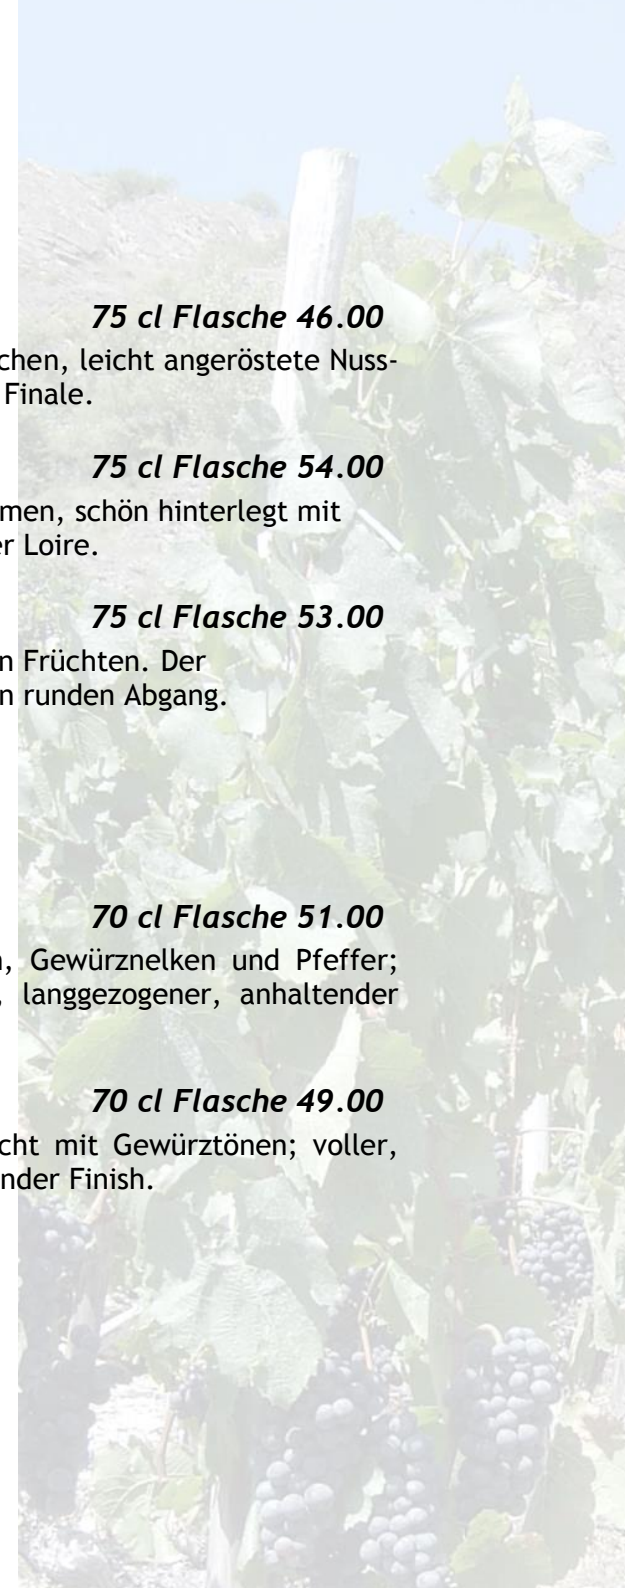 75 cl Flasche 46.00
chen, leicht angeröstete Nuss-
Finale.
75 cl Flasche 54.00
men, schön hinterlegt mit
er Loire.
75 cl Flasche 53.00
n Früchten. Der
n runden Abgang.
70 cl Flasche 51.00
n, Gewürznelken und Pfeffer;
, langgezogener, anhaltender
70 cl Flasche 49.00
cht mit Gewürztönen; voller,
nder Finish.